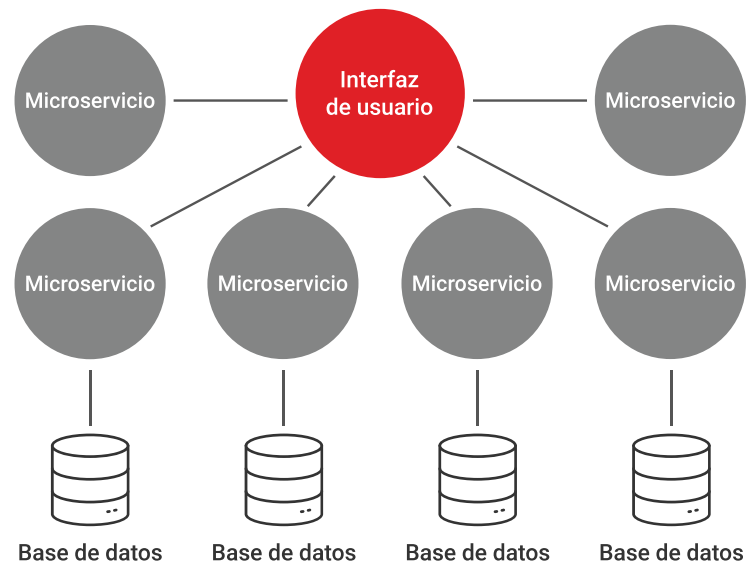 Interfaz
de usuario
Microservicio
Microservicio
Microservicio
Microservicio
Microservicio
Microservicio
Base de datos
Base de datos
Base de datos
Base de datos